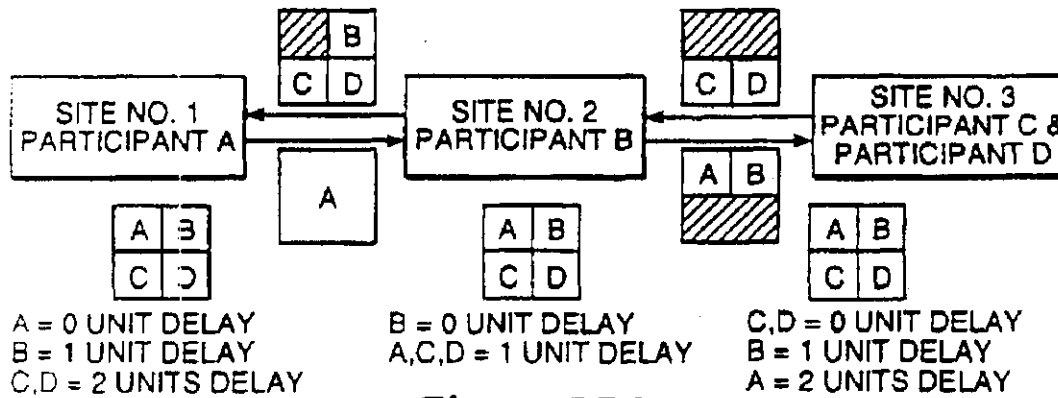 B
C D
C D
SITE NO. 1
PARTICIPANT A
SITE NO. 2
PARTICIPANT B
SITE NO. 3
PARTICIPANT C &
PARTICIPANT D
A
A B
A B
C D
A B
C D
A B
C D
A = 0 UNIT DELAY
B = 1 UNIT DELAY
C,D = 2 UNITS DELAY
B = 0 UNIT DELAY
A,C,D = 1 UNIT DELAY
C,D = 0 UNIT DELAY
B = 1 UNIT DELAY
A = 2 UNITS DELAY